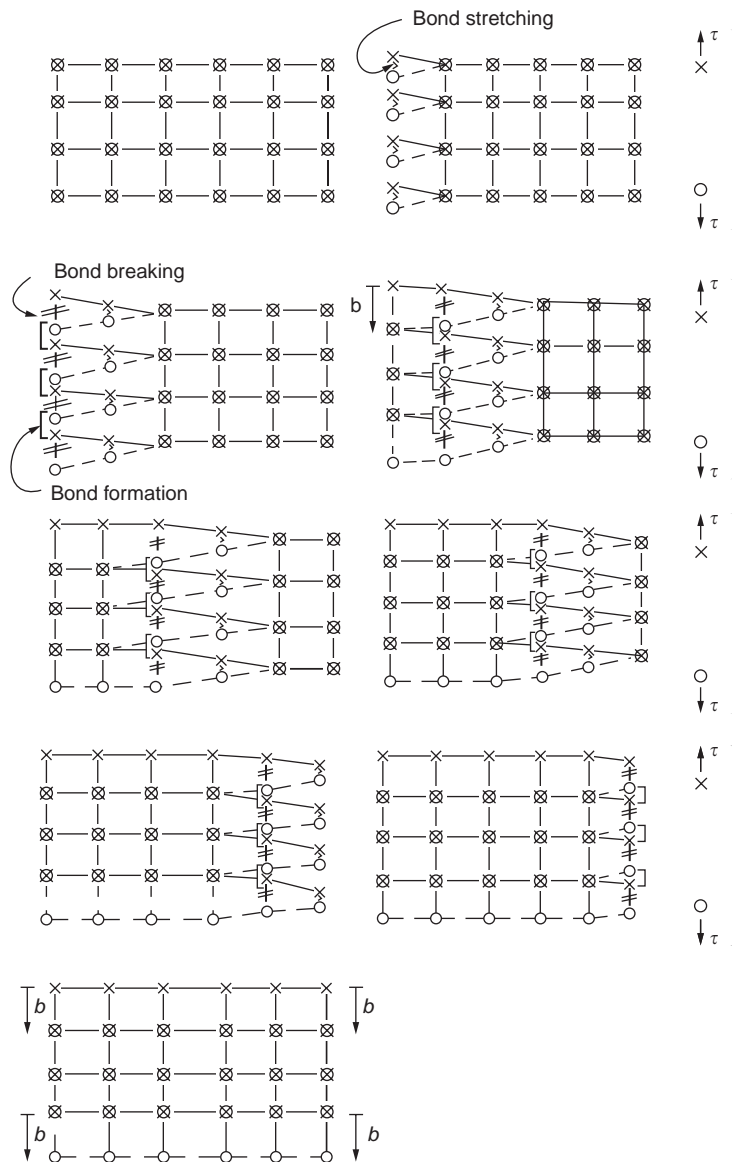 Bond stretching
τ
τ
Bond breaking
τ
b
τ
Bond formation
τ
τ
τ
τ
b b
b b